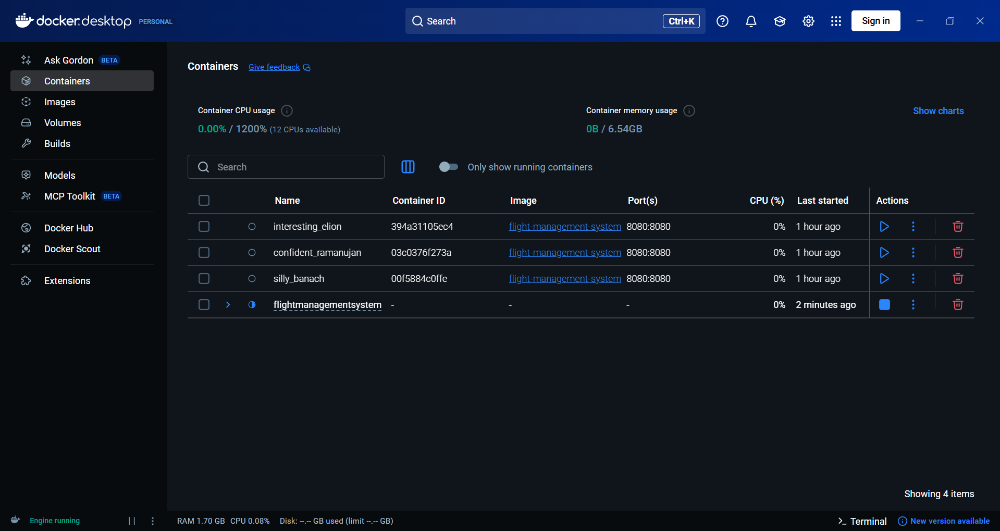 docker.desktop PERSONAL
Search Ctrl+K
Sign in
Ask Gordon BETA
Containers
Images
Volumes
Builds
Models
MCP Toolkit BETA
Docker Hub
Docker Scout
Extensions
Containers Give feedback
Container CPU usage
0.00% / 1200% (12 CPUs available)
Container memory usage
0B / 6.54GB
Show charts
Search
Only show running containers
Name Container ID Image Port(s) CPU (%) Last started Actions
interesting_elion 394a31105ec4 flight-management-system 8080:8080 0% 1 hour ago
confident_ramanujan 03c0376f273a flight-management-system 8080:8080 0% 1 hour ago
silly_banach 00f5884c0ffe flight-management-system 8080:8080 0% 1 hour ago
flightmanagementsystem - - - 0% 2 minutes ago
Showing 4 items
Engine running
RAM 1.70 GB CPU 0.08% Disk: --.-- GB used (limit --.-- GB)
Terminal
New version available